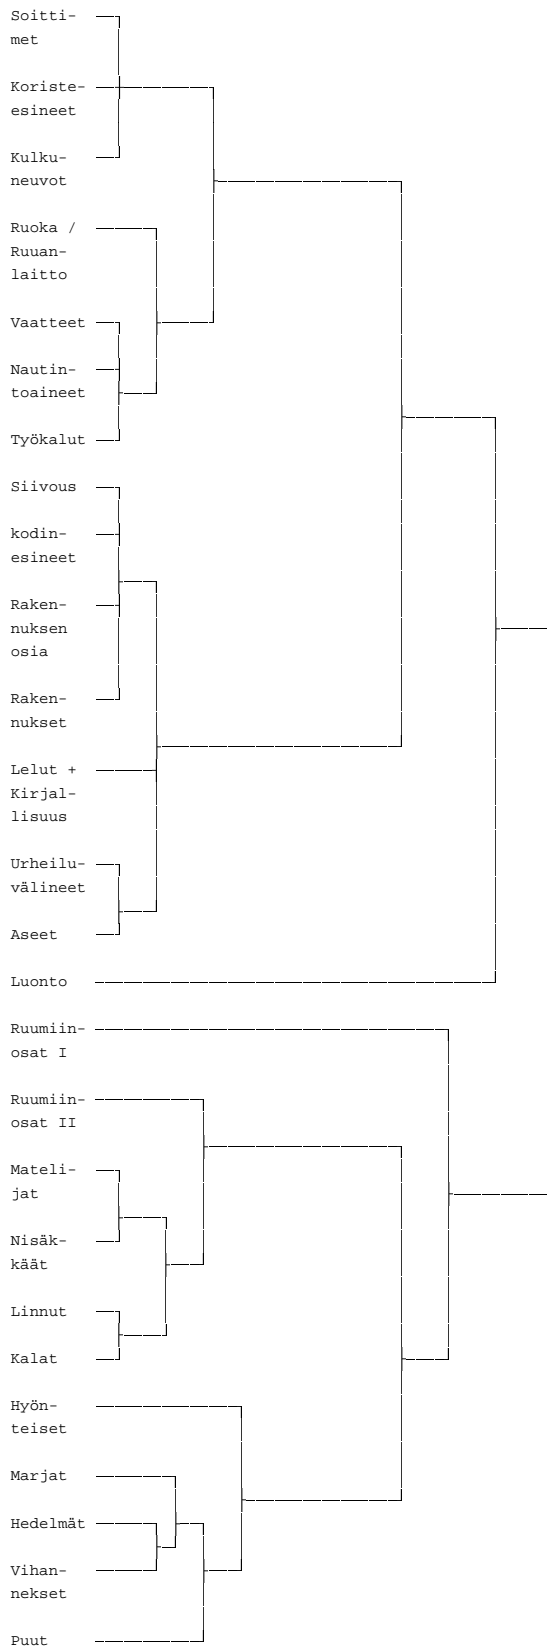 Soitti-
met
Koriste-
esineet
Kulku-
neuvot
Ruoka /
Ruuan-
laitto
Vaatteet
Nautin-
toaineet
Työkalut
Siivous
kodin-
esineet
Raken-
nuksen
osia
Raken-
nukset
Lelut +
Kirjal-
lisuus
Urheilu-
välineet
Aseet
Luonto
Ruumiin-
osat I
Ruumiin-
osat II
Mateli-
jat
Nisäk-
käät
Linnut
Kalat
Hyön-
teiset
Marjat
Hedelmät
Vihan-
nekset
Puut